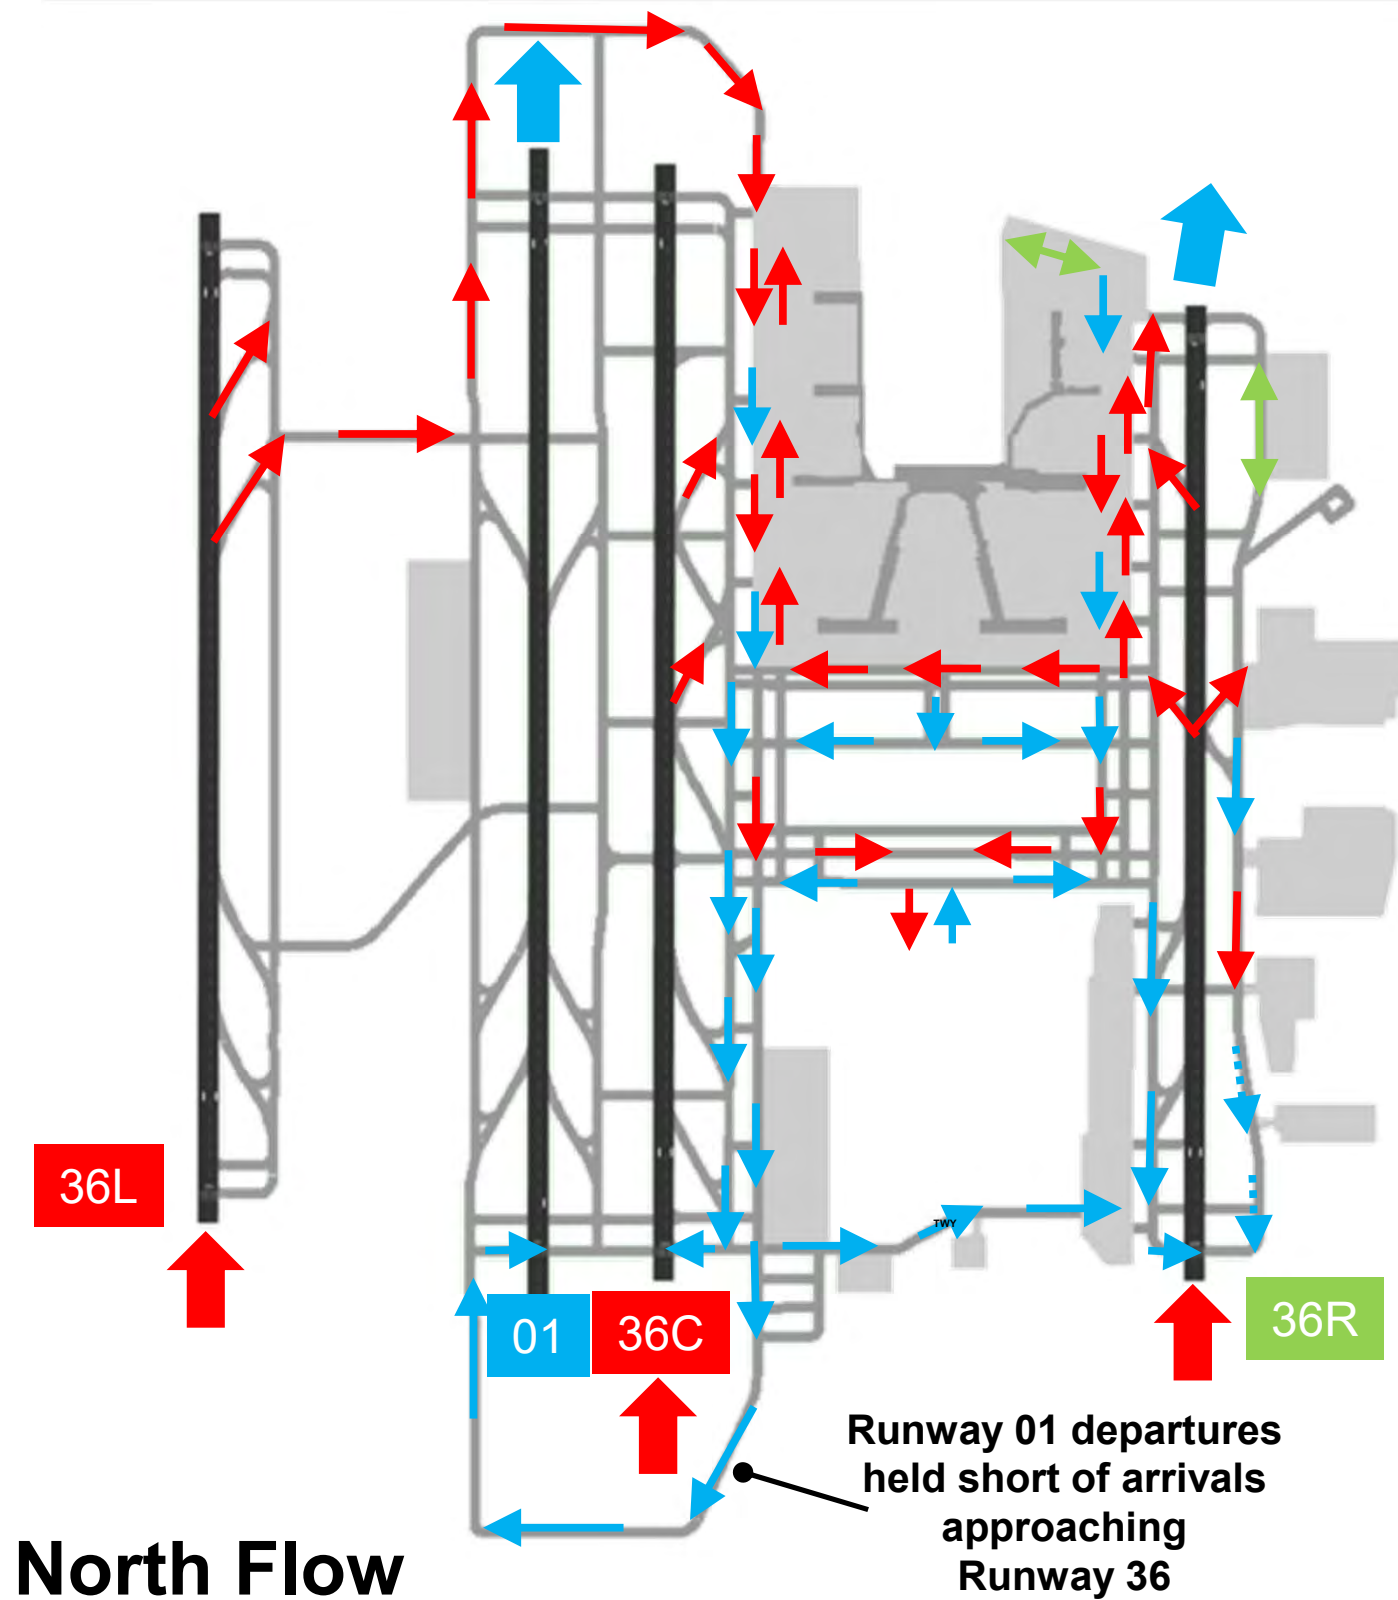 TWY
36L
01
36C
36R
Runway 01 departures
held short of arrivals
approaching
Runway 36
North Flow